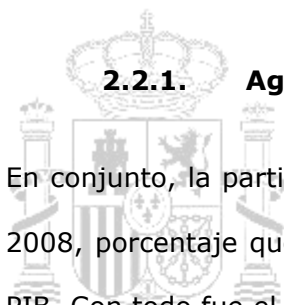 2.2.1. Ag
En conjunto, la parti
2008, porcentaje qu
PIB. Con todo fue el